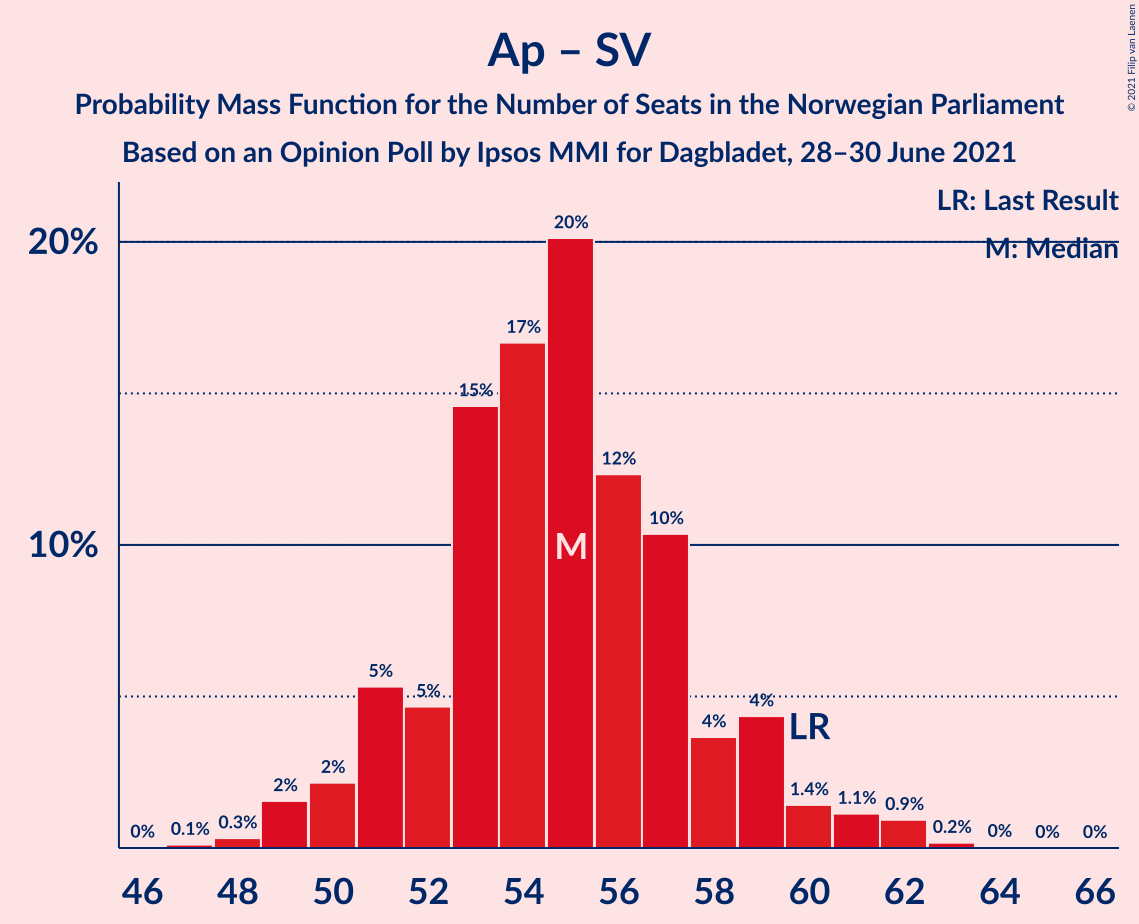 Ap – SV
Probability Mass Function for the Number of Seats in the Norwegian Parliament
Based on an Opinion Poll by Ipsos MMI for Dagbladet, 28–30 June 2021
© 2021 Filip van Laenen
LR: Last Result
M: Median
20%
10%
0%
0.1%
0.3%
2%
2%
5%
5%
15%
17%
20%
12%
10%
4%
4%
1.4%
1.1%
0.9%
0.2%
0%
0%
0%
M
LR
46 48 50 52 54 56 58 60 62 64 66